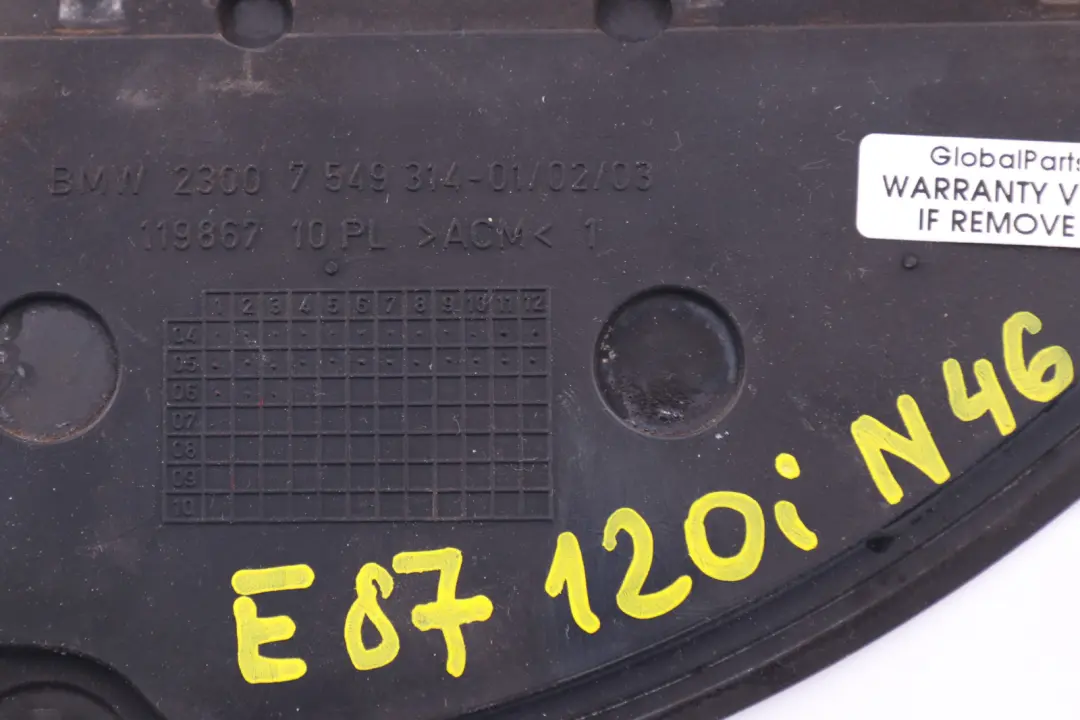 BMW 2300 7 549 314-01/02/03
119867 10 PL >ACM< 1
GlobalParts
WARRANTY V
IF REMOVE
1 2 3 4 5 6 7 8 9 10 11 12
04
05
06
07
08
09
10
E87 120i N46